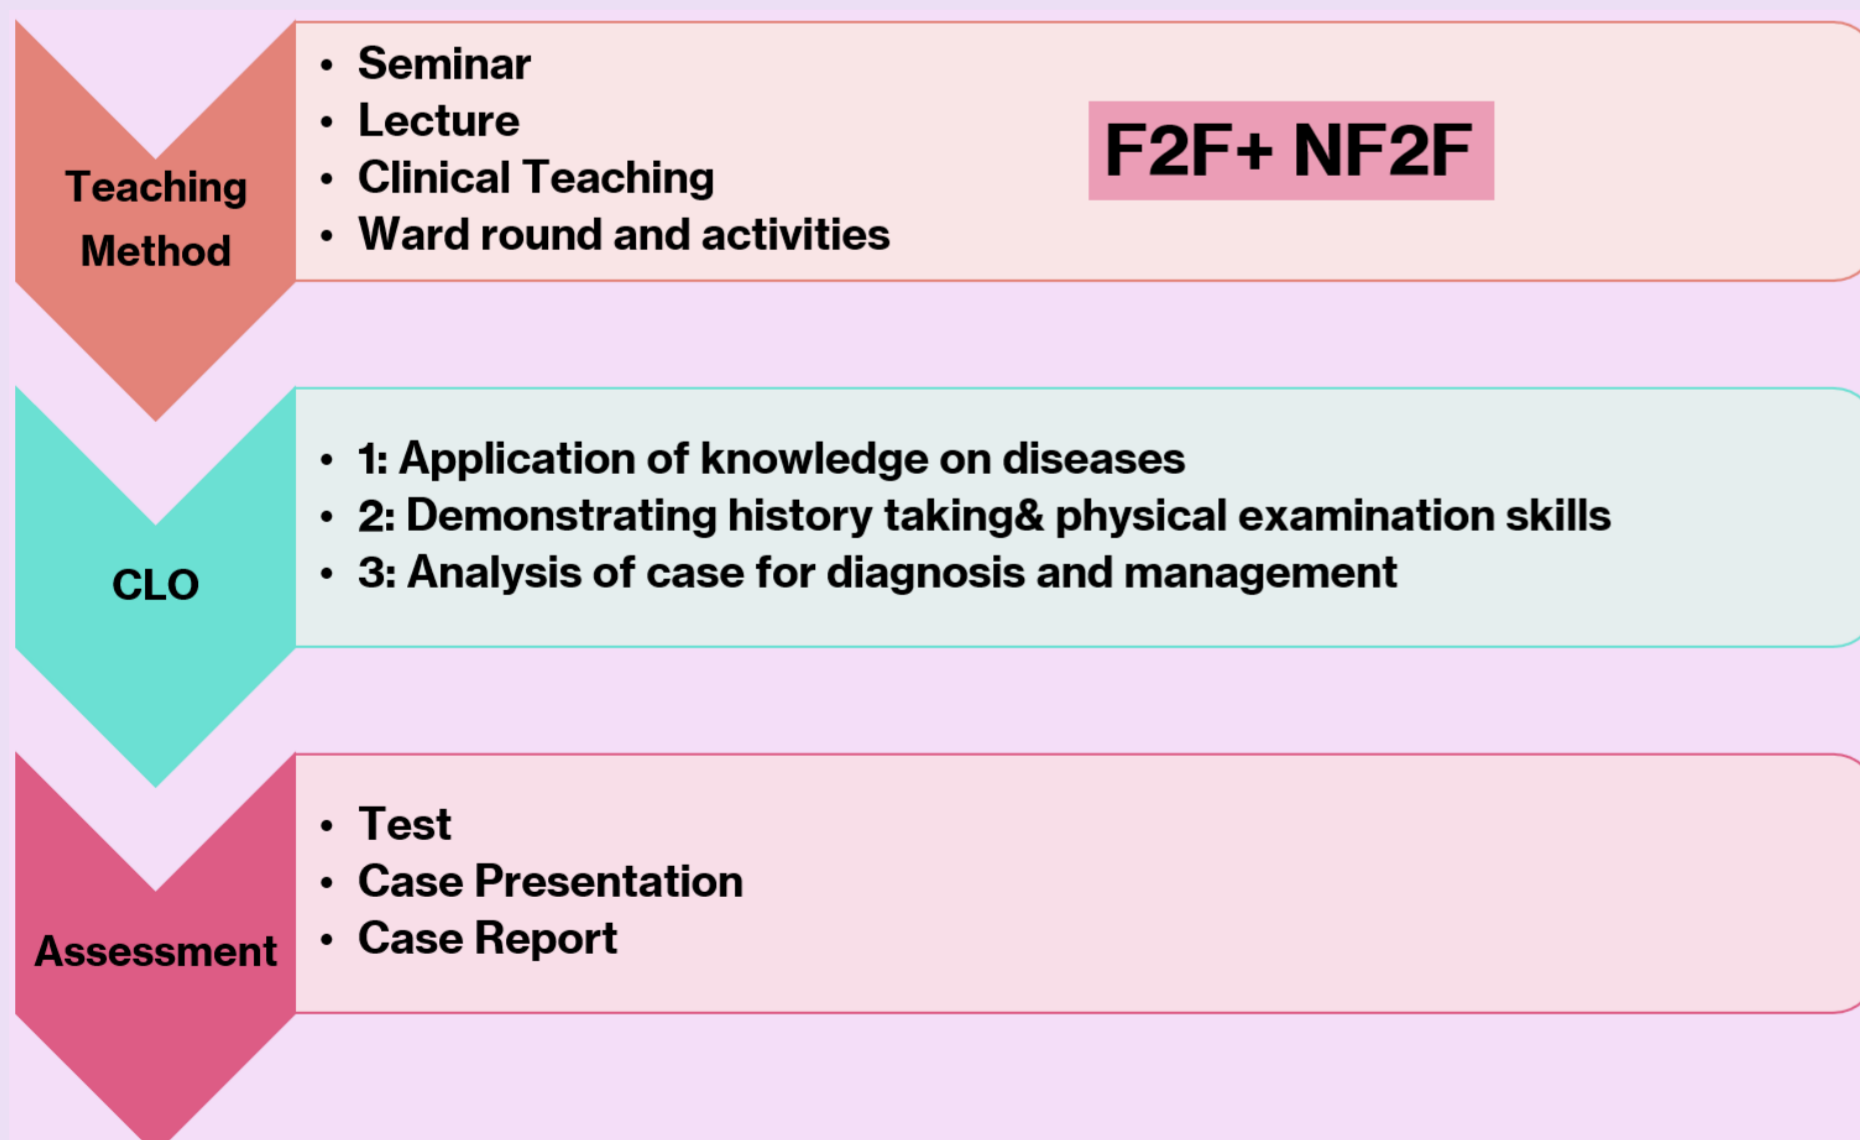 Teaching
Method
• Seminar
• Lecture
• Clinical Teaching
• Ward round and activities
F2F+ NF2F
CLO
• 1: Application of knowledge on diseases
• 2: Demonstrating history taking& physical examination skills
• 3: Analysis of case for diagnosis and management
Assessment
• Test
• Case Presentation
• Case Report